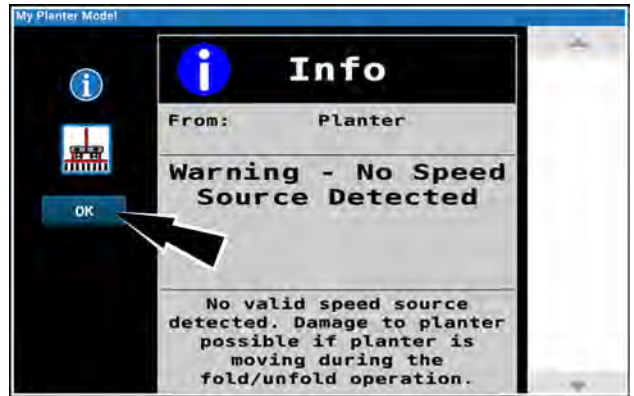 My Planter Model
i Info
i
From: Planter
Warning - No Speed
Source Detected
OK
No valid speed source
detected. Damage to planter
possible if planter is
moving during the
fold/unfold operation.